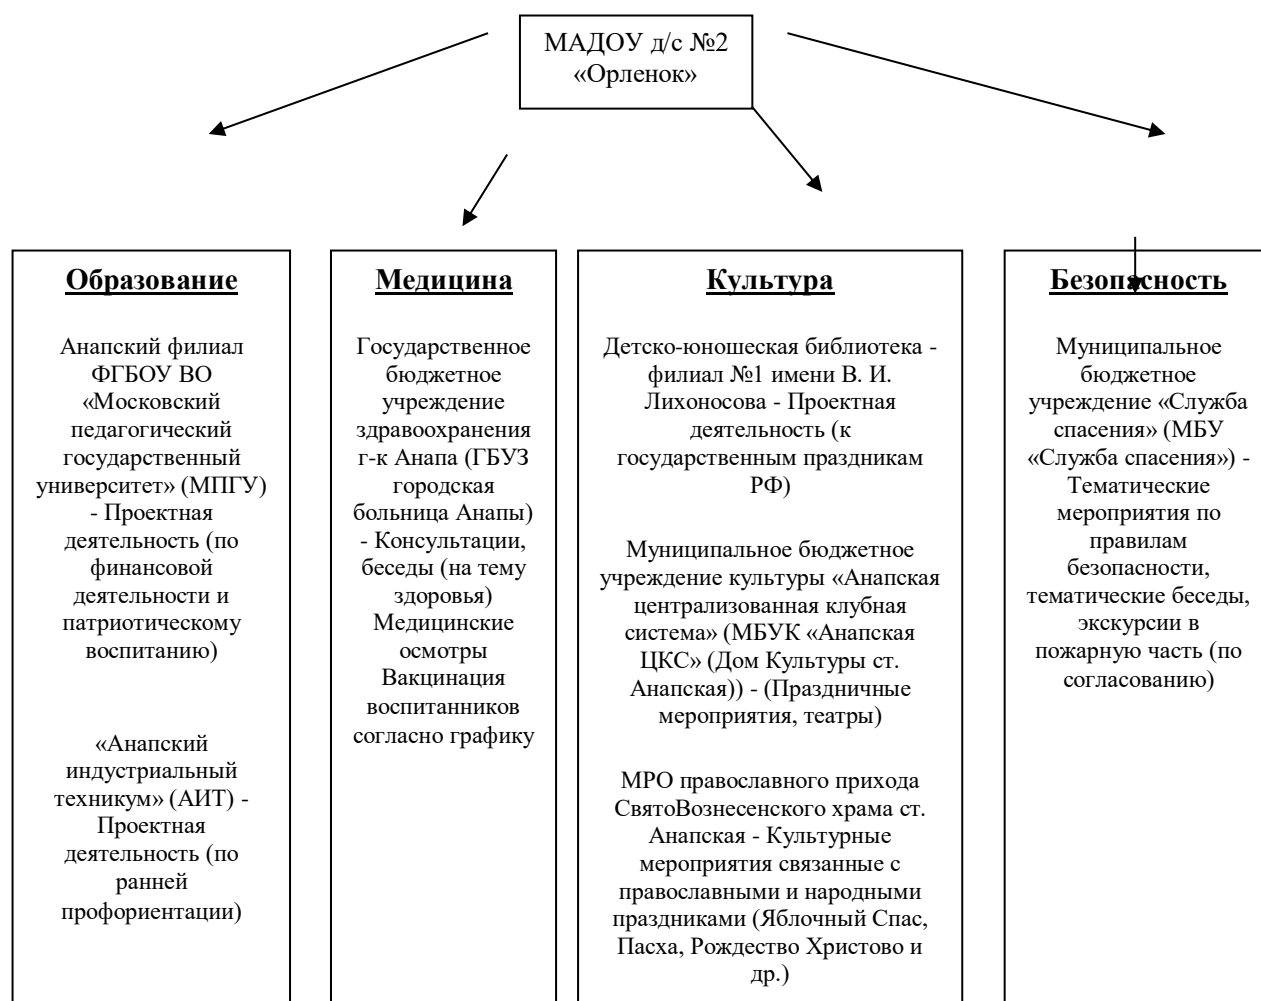 МАДОУ д/с №2
«Орленок»
Образование
Анапский филиал
ФГБОУ ВО
«Московский
педагогический
государственный
университет» (МПГУ)
- Проектная
деятельность (по
финансовой
деятельности и
патриотическому
воспитанию)
«Анапский
индустриальный
техникум» (АИТ) -
Проектная
деятельность (по
ранней
профориентации)
Медицина
Государственное
бюджетное
учреждение
здравоохранения
г-к Анапа (ГБУЗ
городская
больница Анапы)
- Консультации,
беседы (на тему
здоровья)
Медицинские
осмотры
Вакцинация
воспитанников
согласно графику
Культура
Детско-юношеская библиотека -
филиал №1 имени В. И.
Лихоносова - Проектная
деятельность (к
государственным праздникам
РФ)
Муниципальное бюджетное
учреждение культуры «Анапская
централизованная клубная
система» (МБУК «Анапская
ЦКС» (Дом Культуры ст.
Анапская)) - (Праздничные
мероприятия, театры)
МРО православного прихода
СвятоВознесенского храма ст.
Анапская - Культурные
мероприятия связанные с
православными и народными
праздниками (Яблочный Спас,
Пасха, Рождество Христово и
др.)
Безопасность
Муниципальное
бюджетное
учреждение «Служба
спасения» (МБУ
«Служба спасения») -
Тематические
мероприятия по
правилам
безопасности,
тематические беседы,
экскурсии в
пожарную часть (по
согласованию)